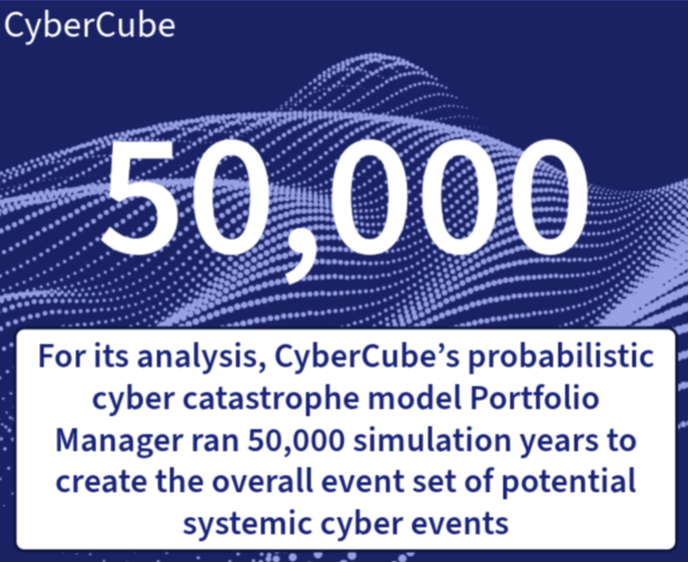 CyberCube
50,000
For its analysis, CyberCube’s probabilistic
cyber catastrophe model Portfolio
Manager ran 50,000 simulation years to
create the overall event set of potential
systemic cyber events